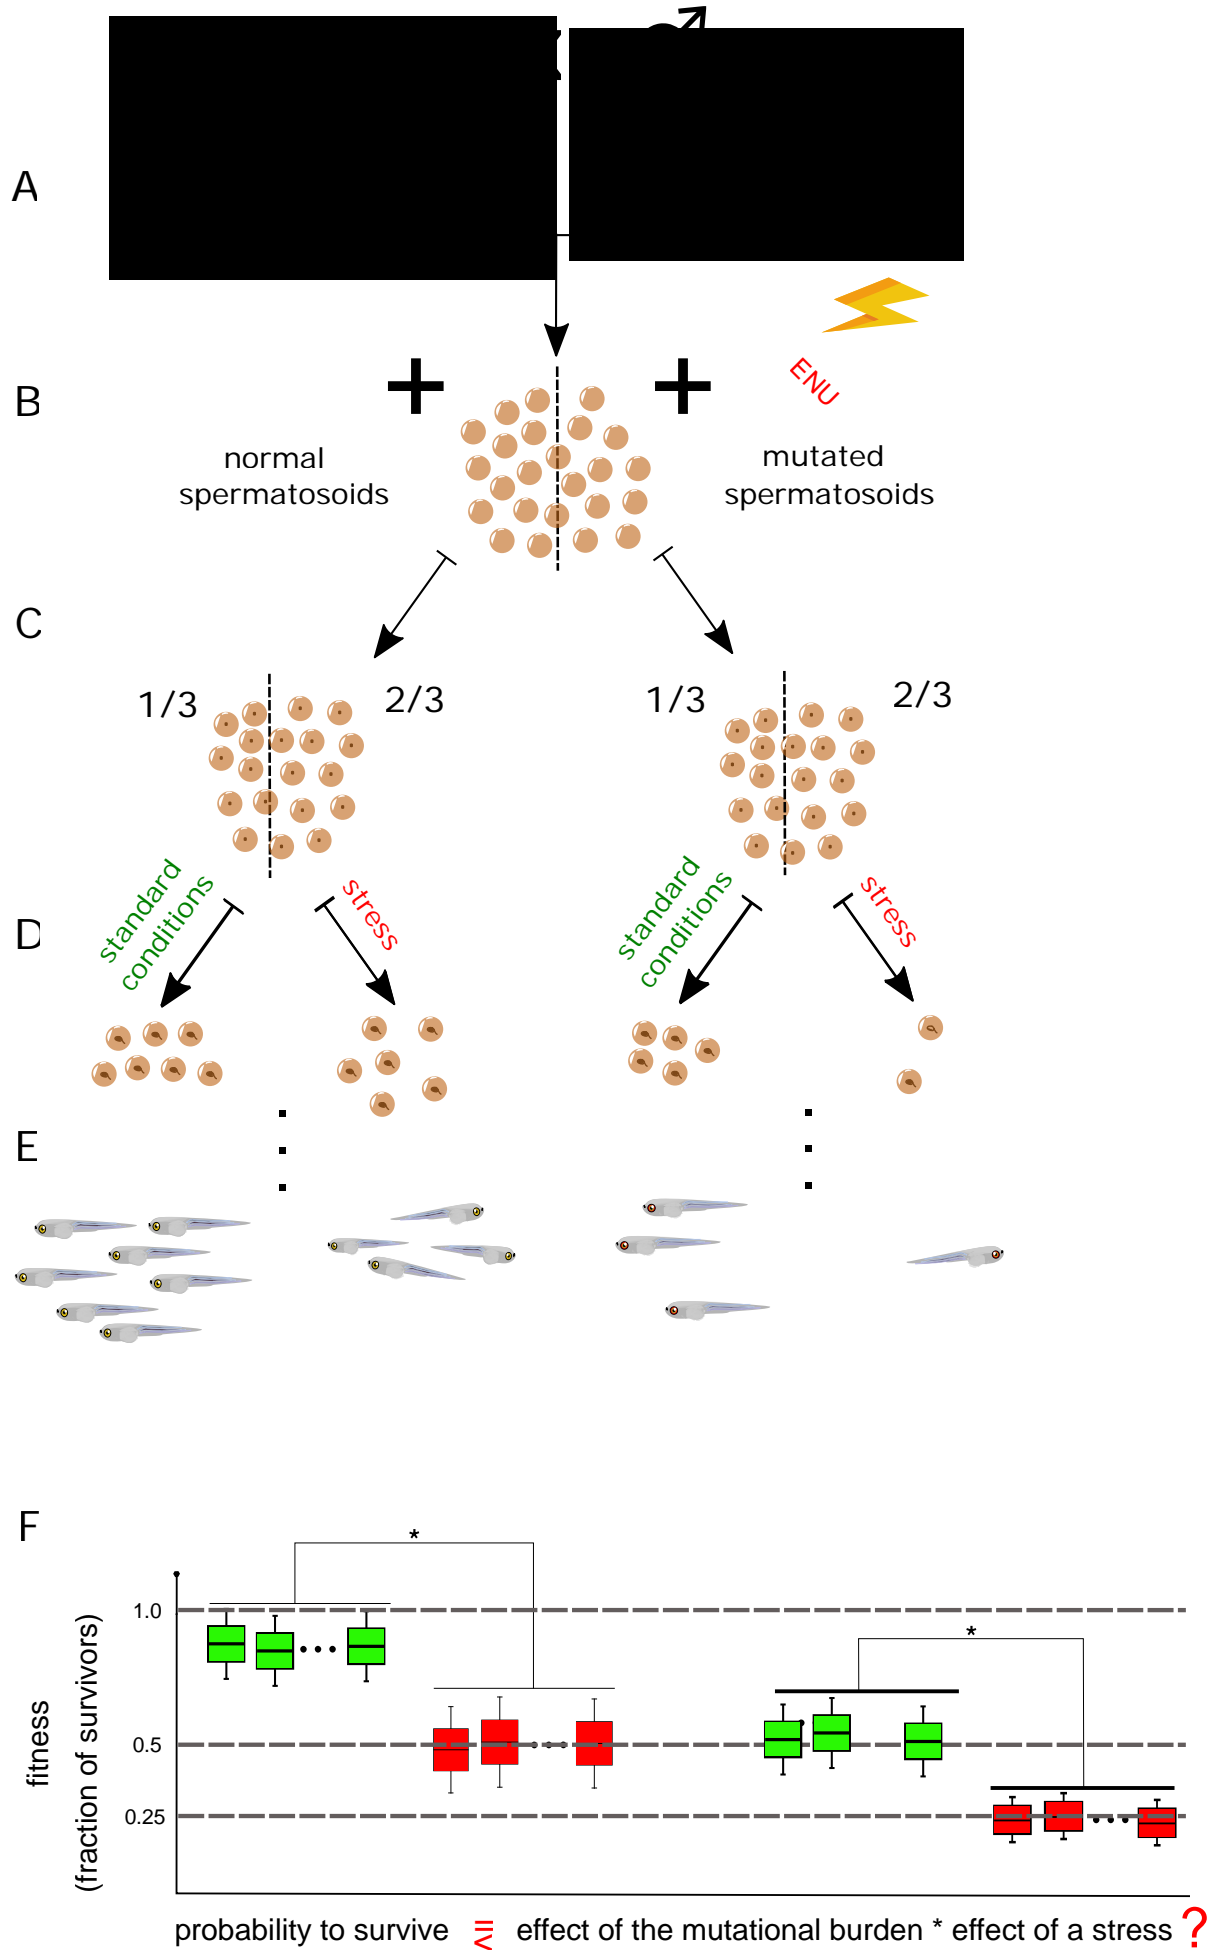 A
B
ENU
normal
spermatosoids
mutated
spermatosoids
C
1/3
2/3
1/3
2/3
standard
conditions
stress
standard
conditions
stress
D
E
F
*
*
1.0
0.5
0.25
fitness
(fraction of survivors)
probability to survive effect of the mutational burden * effect of a stress ?